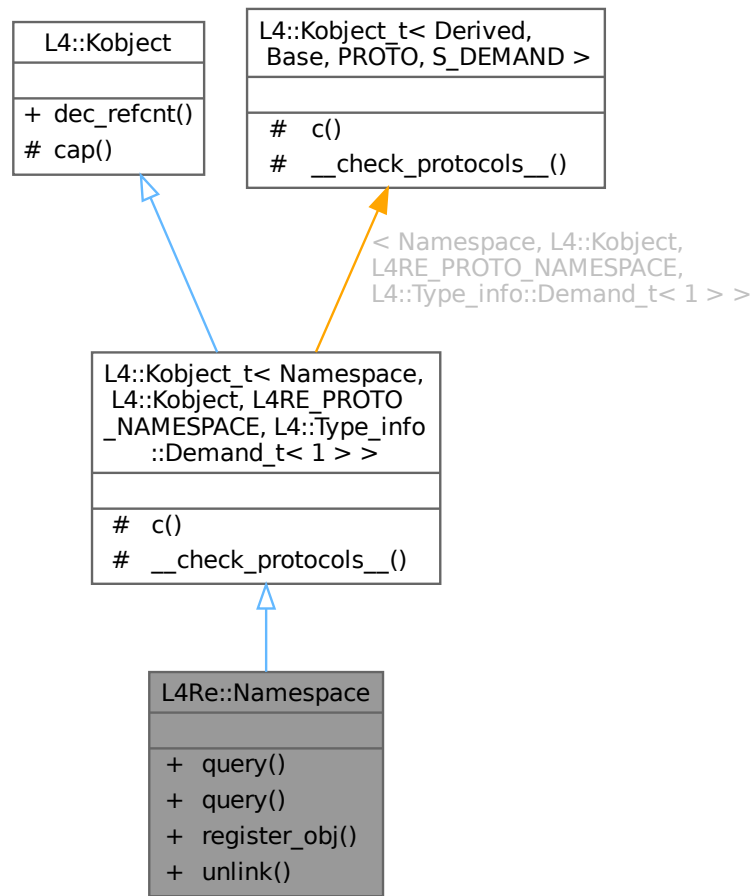 L4::Kobject
+ dec_refcnt()
# cap()
L4::Kobject_t< Derived,
Base, PROTO, S_DEMAND >
# c()
# __check_protocols__()
< Namespace, L4::Kobject,
L4RE_PROTO_NAMESPACE,
L4::Type_info::Demand_t< 1 > >
L4::Kobject_t< Namespace,
L4::Kobject, L4RE_PROTO
_NAMESPACE, L4::Type_info
::Demand_t< 1 > >
# c()
# __check_protocols__()
L4Re::Namespace
+ query()
+ query()
+ register_obj()
+ unlink()